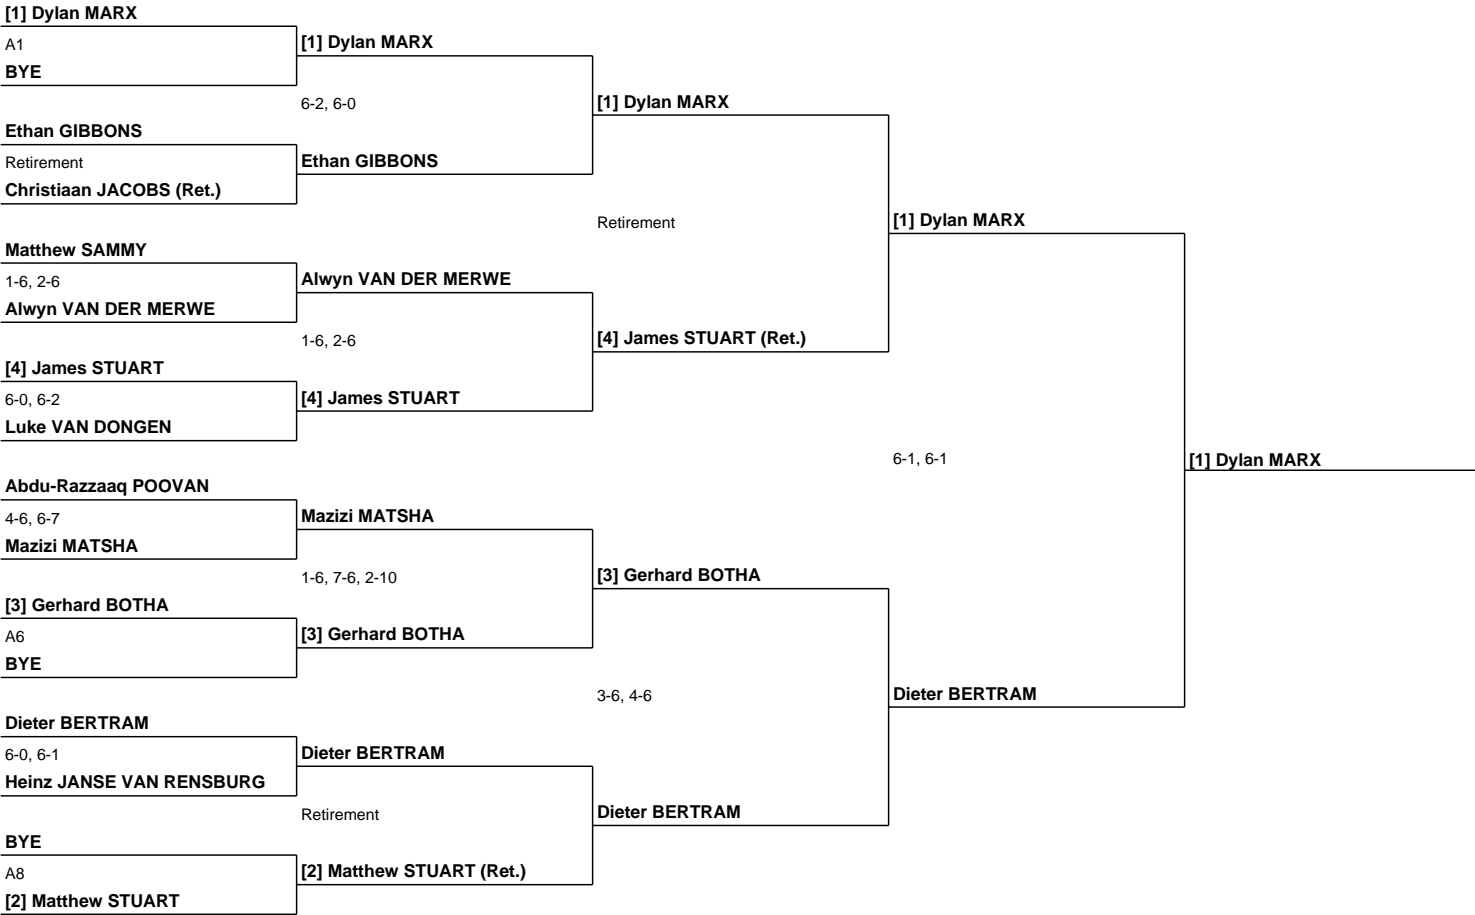 [1] Dylan MARX
A1
BYE
Ethan GIBBONS
Retirement
Christiaan JACOBS (Ret.)
Matthew SAMMY
1-6, 2-6
Alwyn VAN DER MERWE
[4] James STUART
6-0, 6-2
Luke VAN DONGEN
Abdu-Razzaaq POOVAN
4-6, 6-7
Mazizi MATSHA
[3] Gerhard BOTHA
A6
BYE
Dieter BERTRAM
6-0, 6-1
Heinz JANSE VAN RENSBURG
BYE
A8
[2] Matthew STUART
[1] Dylan MARX
6-2, 6-0
Ethan GIBBONS
Alwyn VAN DER MERWE
1-6, 2-6
[4] James STUART
Mazizi MATSHA
1-6, 7-6, 2-10
[3] Gerhard BOTHA
Dieter BERTRAM
Retirement
[2] Matthew STUART (Ret.)
[1] Dylan MARX
Retirement
[4] James STUART (Ret.)
[3] Gerhard BOTHA
3-6, 4-6
Dieter BERTRAM
[1] Dylan MARX
6-1, 6-1
Dieter BERTRAM
[1] Dylan MARX